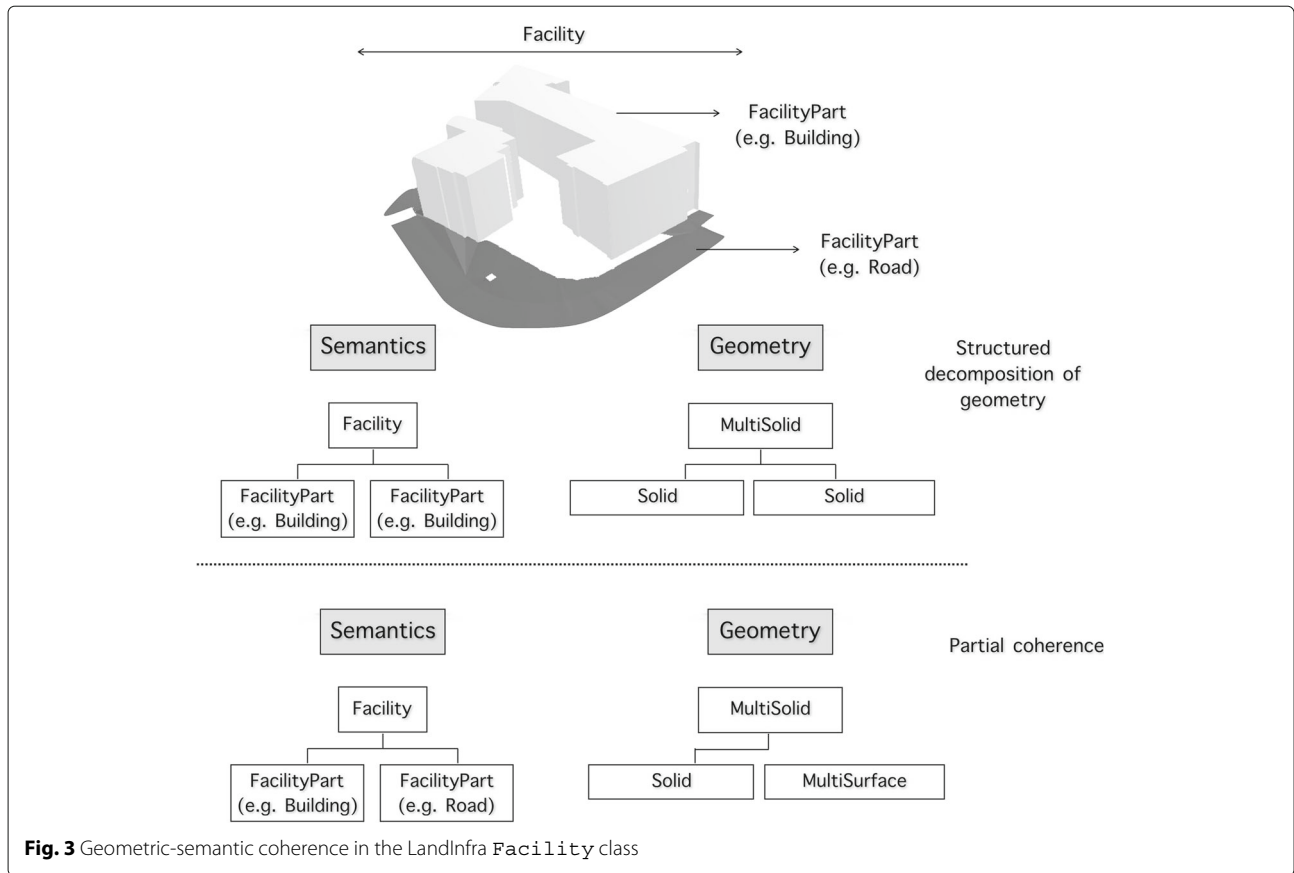 Facility
FacilityPart
(e.g. Building)
FacilityPart
(e.g. Road)
Semantics
Geometry
Structured
decomposition of
geometry
Facility
MultiSolid
FacilityPart
(e.g. Building)
FacilityPart
(e.g. Building)
Solid
Solid
Semantics
Geometry
Partial coherence
Facility
MultiSolid
FacilityPart
(e.g. Building)
FacilityPart
(e.g. Road)
Solid
MultiSurface
Fig. 3 Geometric-semantic coherence in the LandInfra Facility class